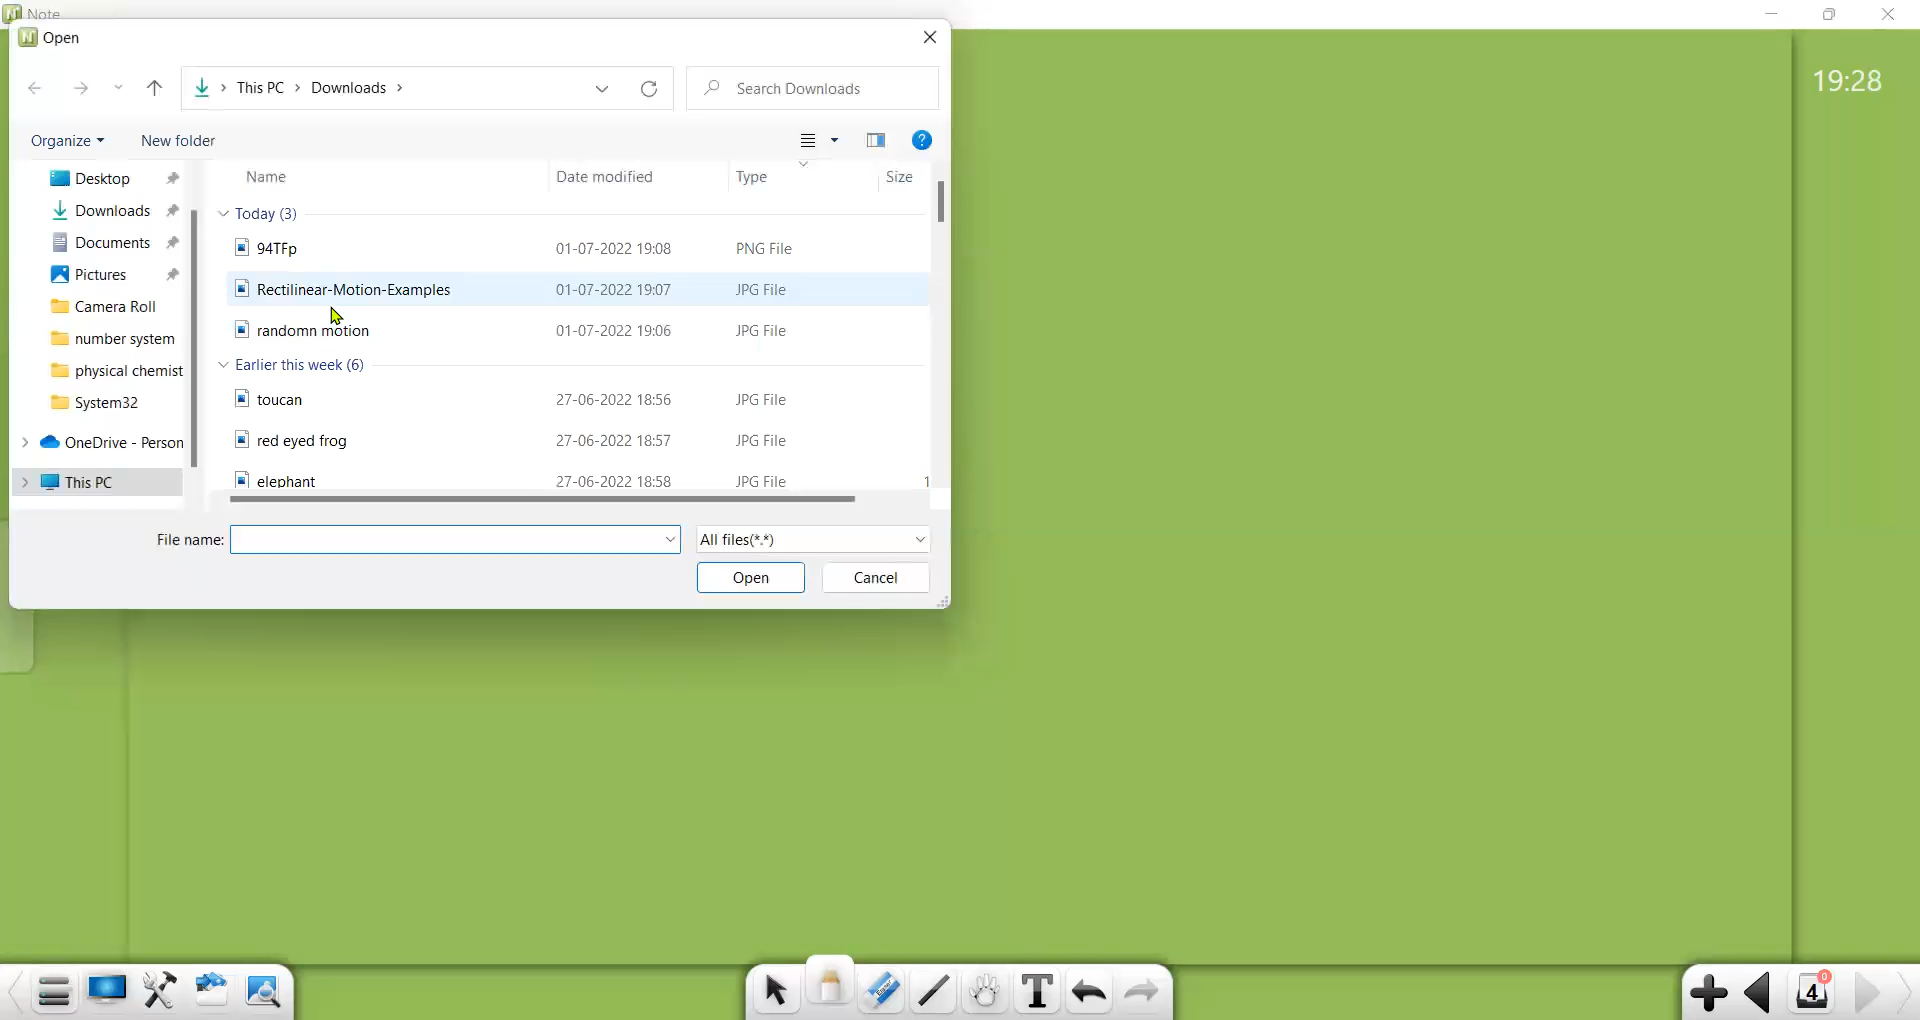 Note
Open
This PC > Downloads >
Search Downloads
19:28
Organize
New folder
Name Date modified Type Size
Desktop
Downloads
Documents
Pictures
Camera Roll
number system
physical chemist
System32
OneDrive - Person
This PC
Today (3)
94TFp 01-07-2022 19:08 PNG File
Rectilinear-Motion-Examples 01-07-2022 19:07 JPG File
randomn motion 01-07-2022 19:06 JPG File
Earlier this week (6)
toucan 27-06-2022 18:56 JPG File
red eyed frog 27-06-2022 18:57 JPG File
elephant 27-06-2022 18:58 JPG File 1
File name:
All files(*.*)
Open
Cancel
Eraser
T
4
0